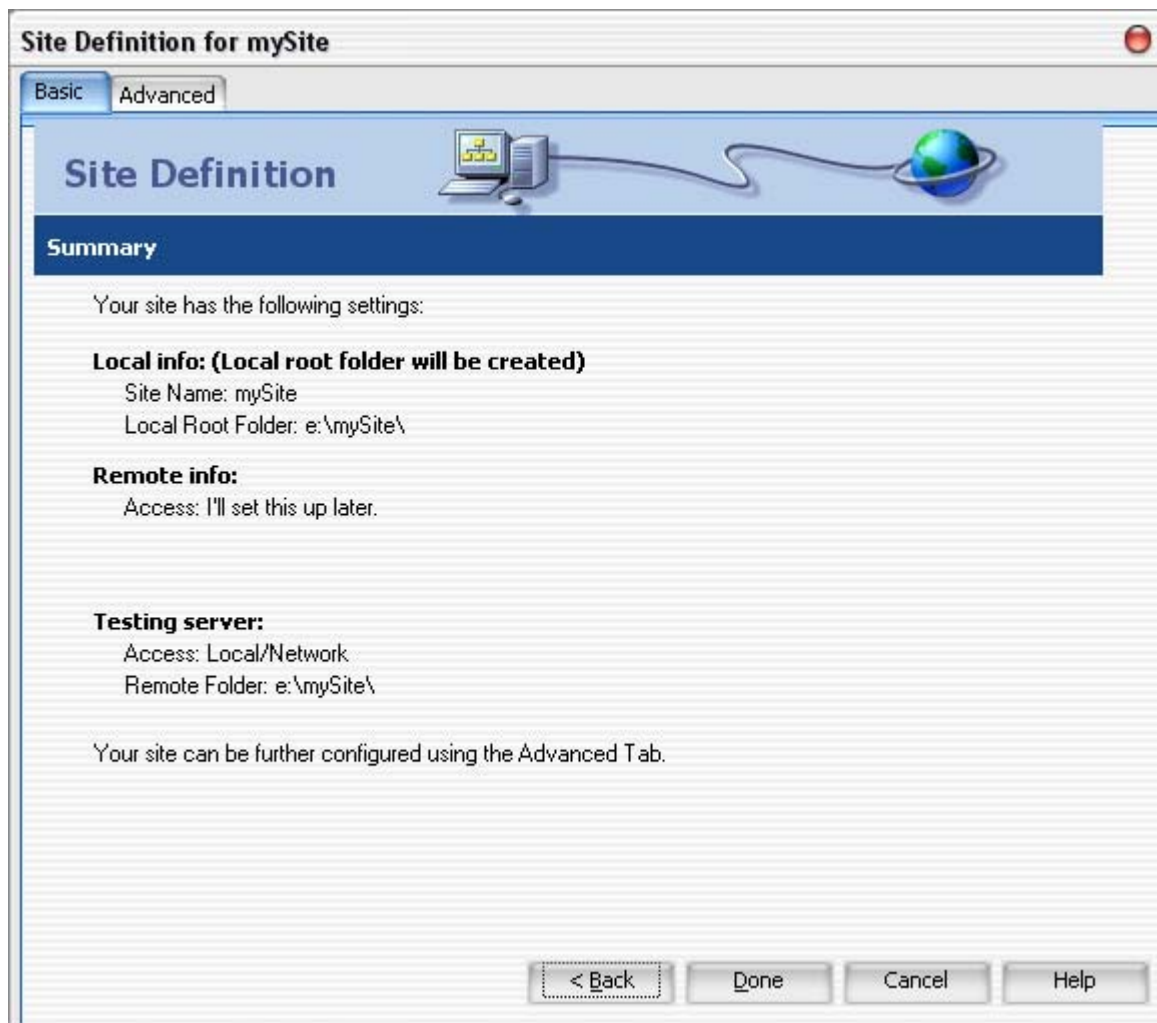 Site Definition for mySite
Basic
Advanced
Site Definition
Summary
Your site has the following settings:
Local info: (Local root folder will be created)
Site Name: mySite
Local Root Folder: e:\mySite\
Remote info:
Access: I'll set this up later.
Testing server:
Access: Local/Network
Remote Folder: e:\mySite\
Your site can be further configured using the Advanced Tab.
< Back
Done
Cancel
Help